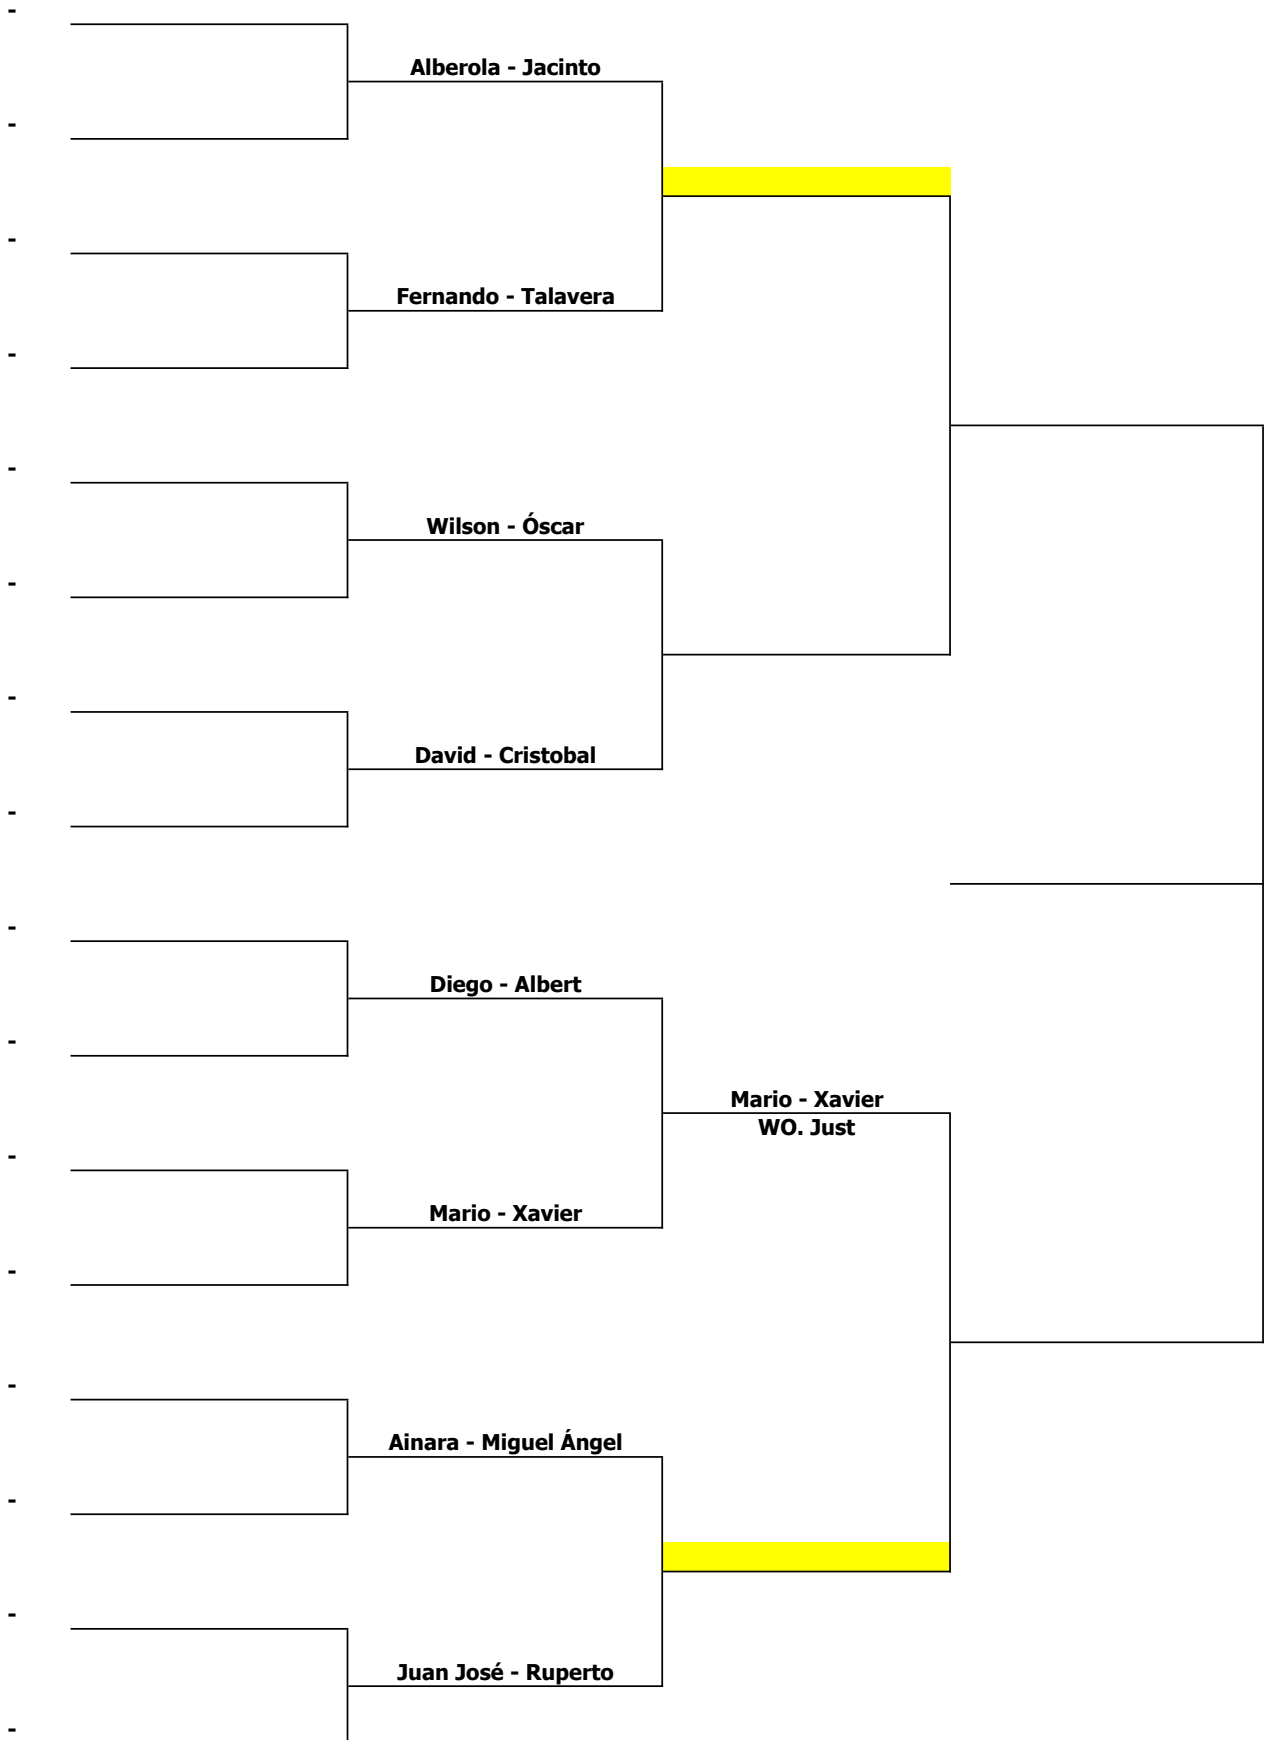 -
Alberola - Jacinto
-
-
Fernando - Talavera
-
-
Wilson - Óscar
-
-
David - Cristobal
-
-
Diego - Albert
-
Mario - Xavier
WO. Just
-
Mario - Xavier
-
-
Ainara - Miguel Ángel
-
-
Juan José - Ruperto
-